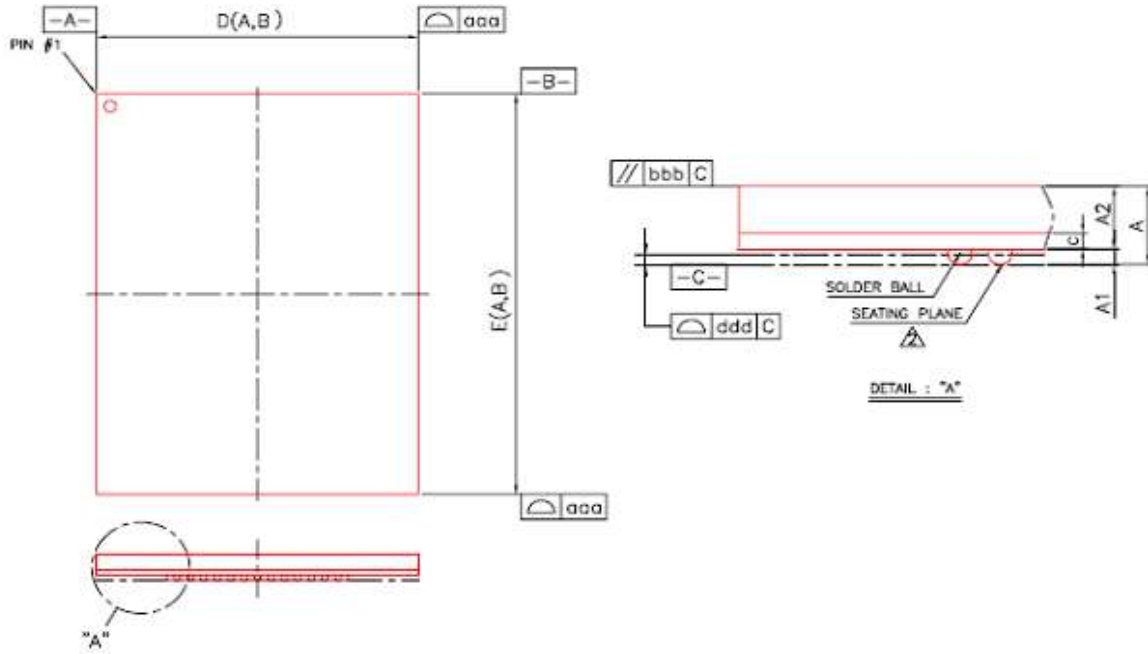 -A-
D(A,B)
⌓ aaa
PIN #1
-B-
E(A,B)
⌓ aaa
"A"
// bbb C
A2
A
c
-C-
SOLDER BALL
A1
SEATING PLANE
2
⌓ ddd C
DETAIL : "A"